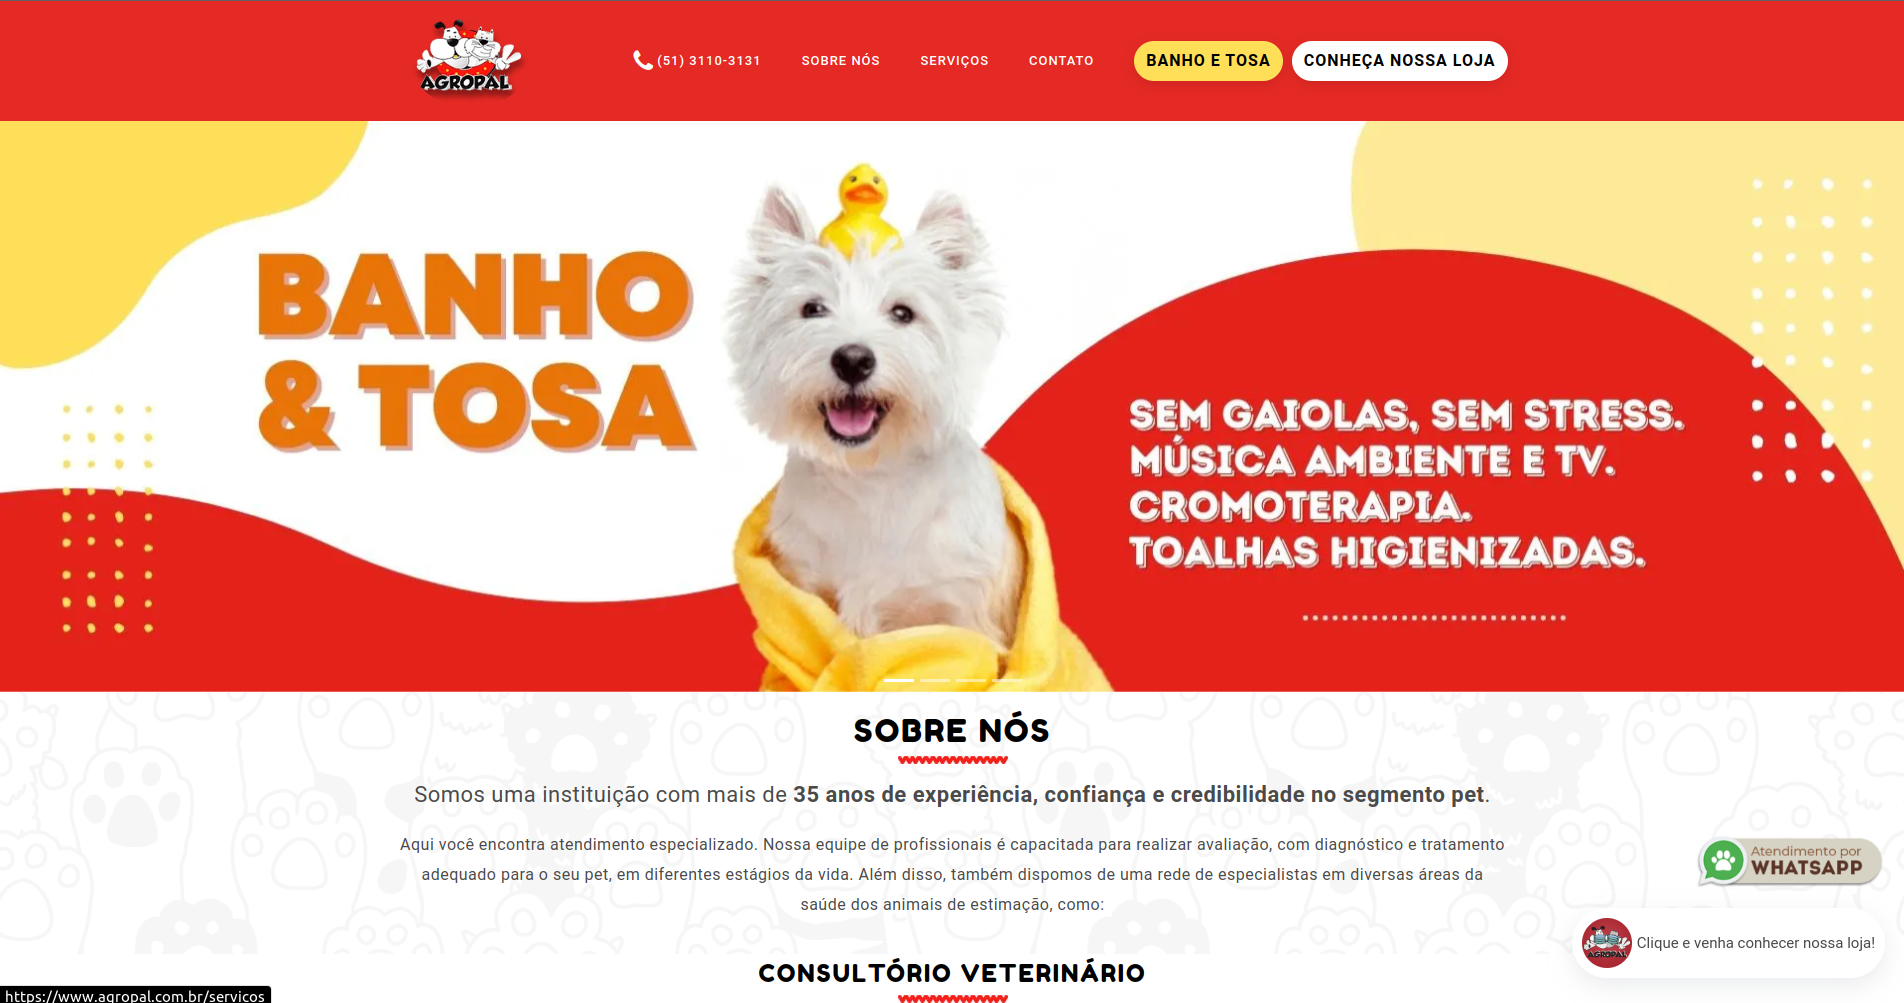 AGROPAL
(51) 3110-3131
SOBRE NÓS
SERVIÇOS
CONTATO
BANHO E TOSA
CONHEÇA NOSSA LOJA
BANHO
& TOSA
SEM GAIOLAS, SEM STRESS.
MÚSICA AMBIENTE E TV.
CROMOTERAPIA.
TOALHAS HIGIENIZADAS.
SOBRE NÓS
Somos uma instituição com mais de 35 anos de experiência, confiança e credibilidade no segmento pet.
Aqui você encontra atendimento especializado. Nossa equipe de profissionais é capacitada para realizar avaliação, com diagnóstico e tratamento
adequado para o seu pet, em diferentes estágios da vida. Além disso, também dispomos de uma rede de especialistas em diversas áreas da
saúde dos animais de estimação, como:
Atendimento por
WHATSAPP
AGROPAL
Clique e venha conhecer nossa loja!
CONSULTÓRIO VETERINÁRIO
https://www.agropal.com.br/servicos